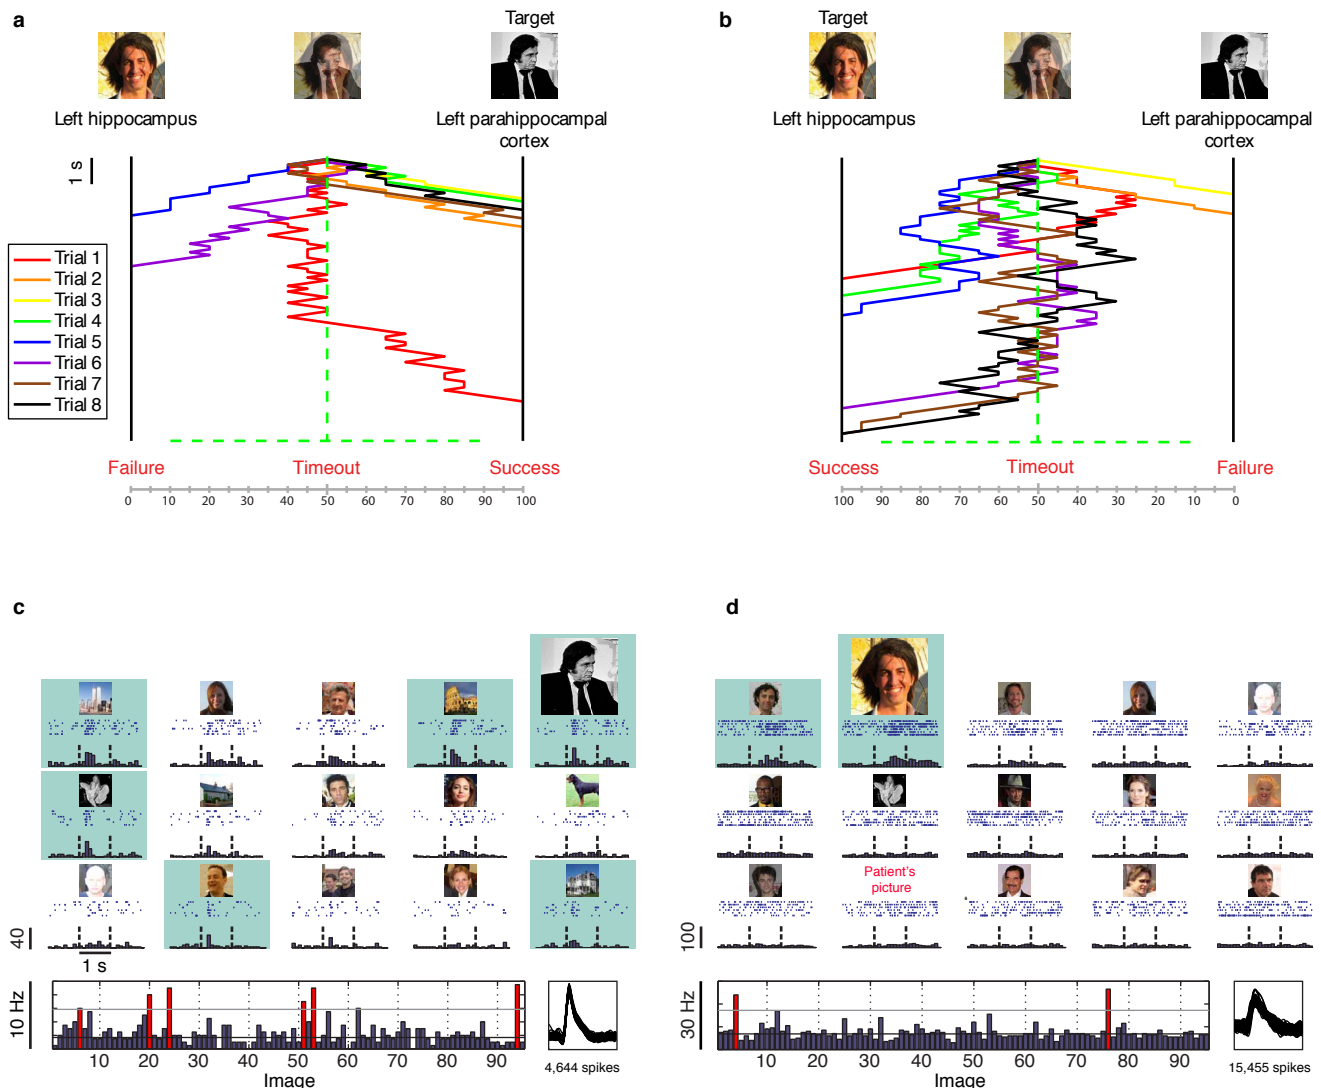 a
Target
Left hippocampus
Left parahippocampal
cortex
1 s
Trial 1
Trial 2
Trial 3
Trial 4
Trial 5
Trial 6
Trial 7
Trial 8
Failure
Timeout
Success
0 10 20 30 40 50 60 70 80 90 100
b
Target
Left hippocampus
Left parahippocampal
cortex
Success
Timeout
Failure
100 90 80 70 60 50 40 30 20 10 0
c
40
1 s
10 Hz
10 20 30 40 50 60 70 80 90
Image
4,644 spikes
d
Patient's
picture
100
30 Hz
10 20 30 40 50 60 70 80 90
Image
15,455 spikes